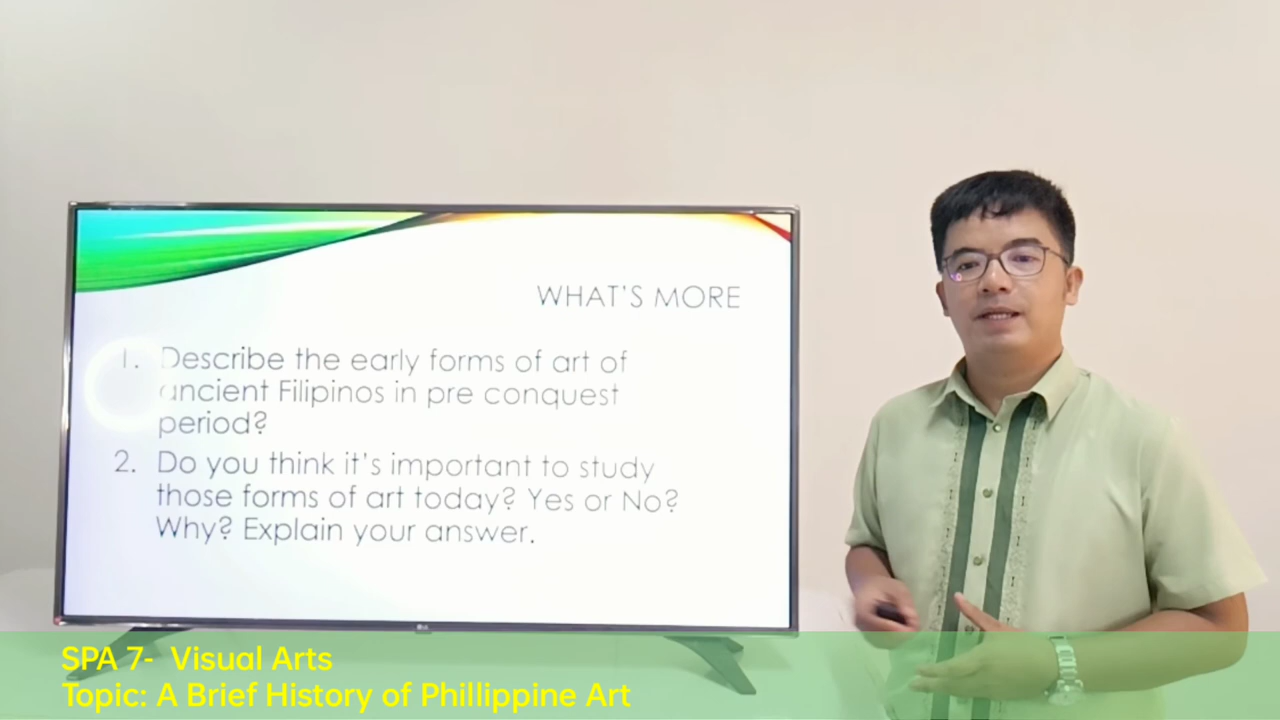 WHAT'S MORE
1. Describe the early forms of art of
ancient Filipinos in pre conquest
period?
2. Do you think it's important to study
those forms of art today? Yes or No?
Why? Explain your answer.
LG
SPA 7- Visual Arts
Topic: A Brief History of Phillippine Art